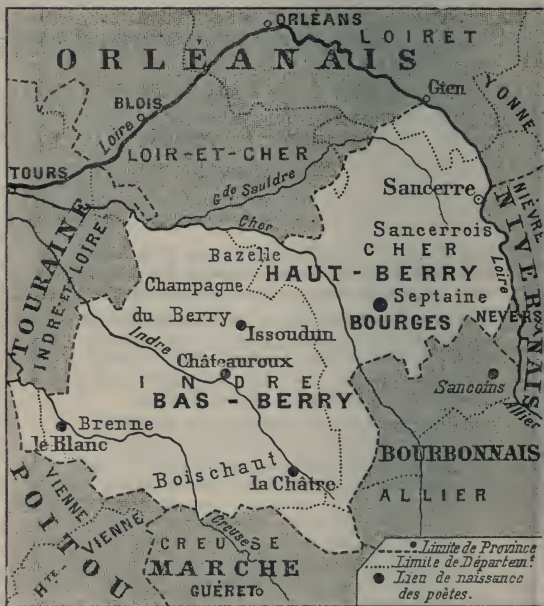 ORLÉANS
LOIRET
ORLÉANAIS
YONNE
Gien
BLOIS
Loire
LOIR-ET-CHER
TOURS
Gde Sauldre
Sancerre
NIÈVRE
NIVERNAIS
Cher
Sancerrois
TOURAINE
INDRE-ET-LOIRE
Bazelle
CHER
HAUT-BERRY
Loire
Champagne
du Berry
Septaine
BOURGES
NEVERS
Issoudun
Indre
Châteauroux
Sancoins
Allier
INDRE
BAS-BERRY
Brenne
le Blanc
BOURBONNAIS
Boischant
la Châtre
ALLIER
POITOU
VIENNE
Hte-VIENNE
Creuse
CREUSE
MARCHE
GUÉRET
Limite de Province
Limite de Départemt.
Lieu de naissance
des poètes.